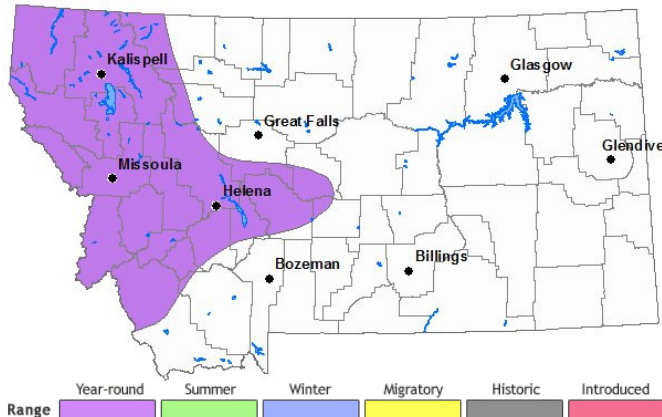 Kalispell
Glasgow
Great Falls
Glendive
Missoula
Helena
Bozeman
Billings
Year-round Summer Winter Migratory Historic Introduced
Range